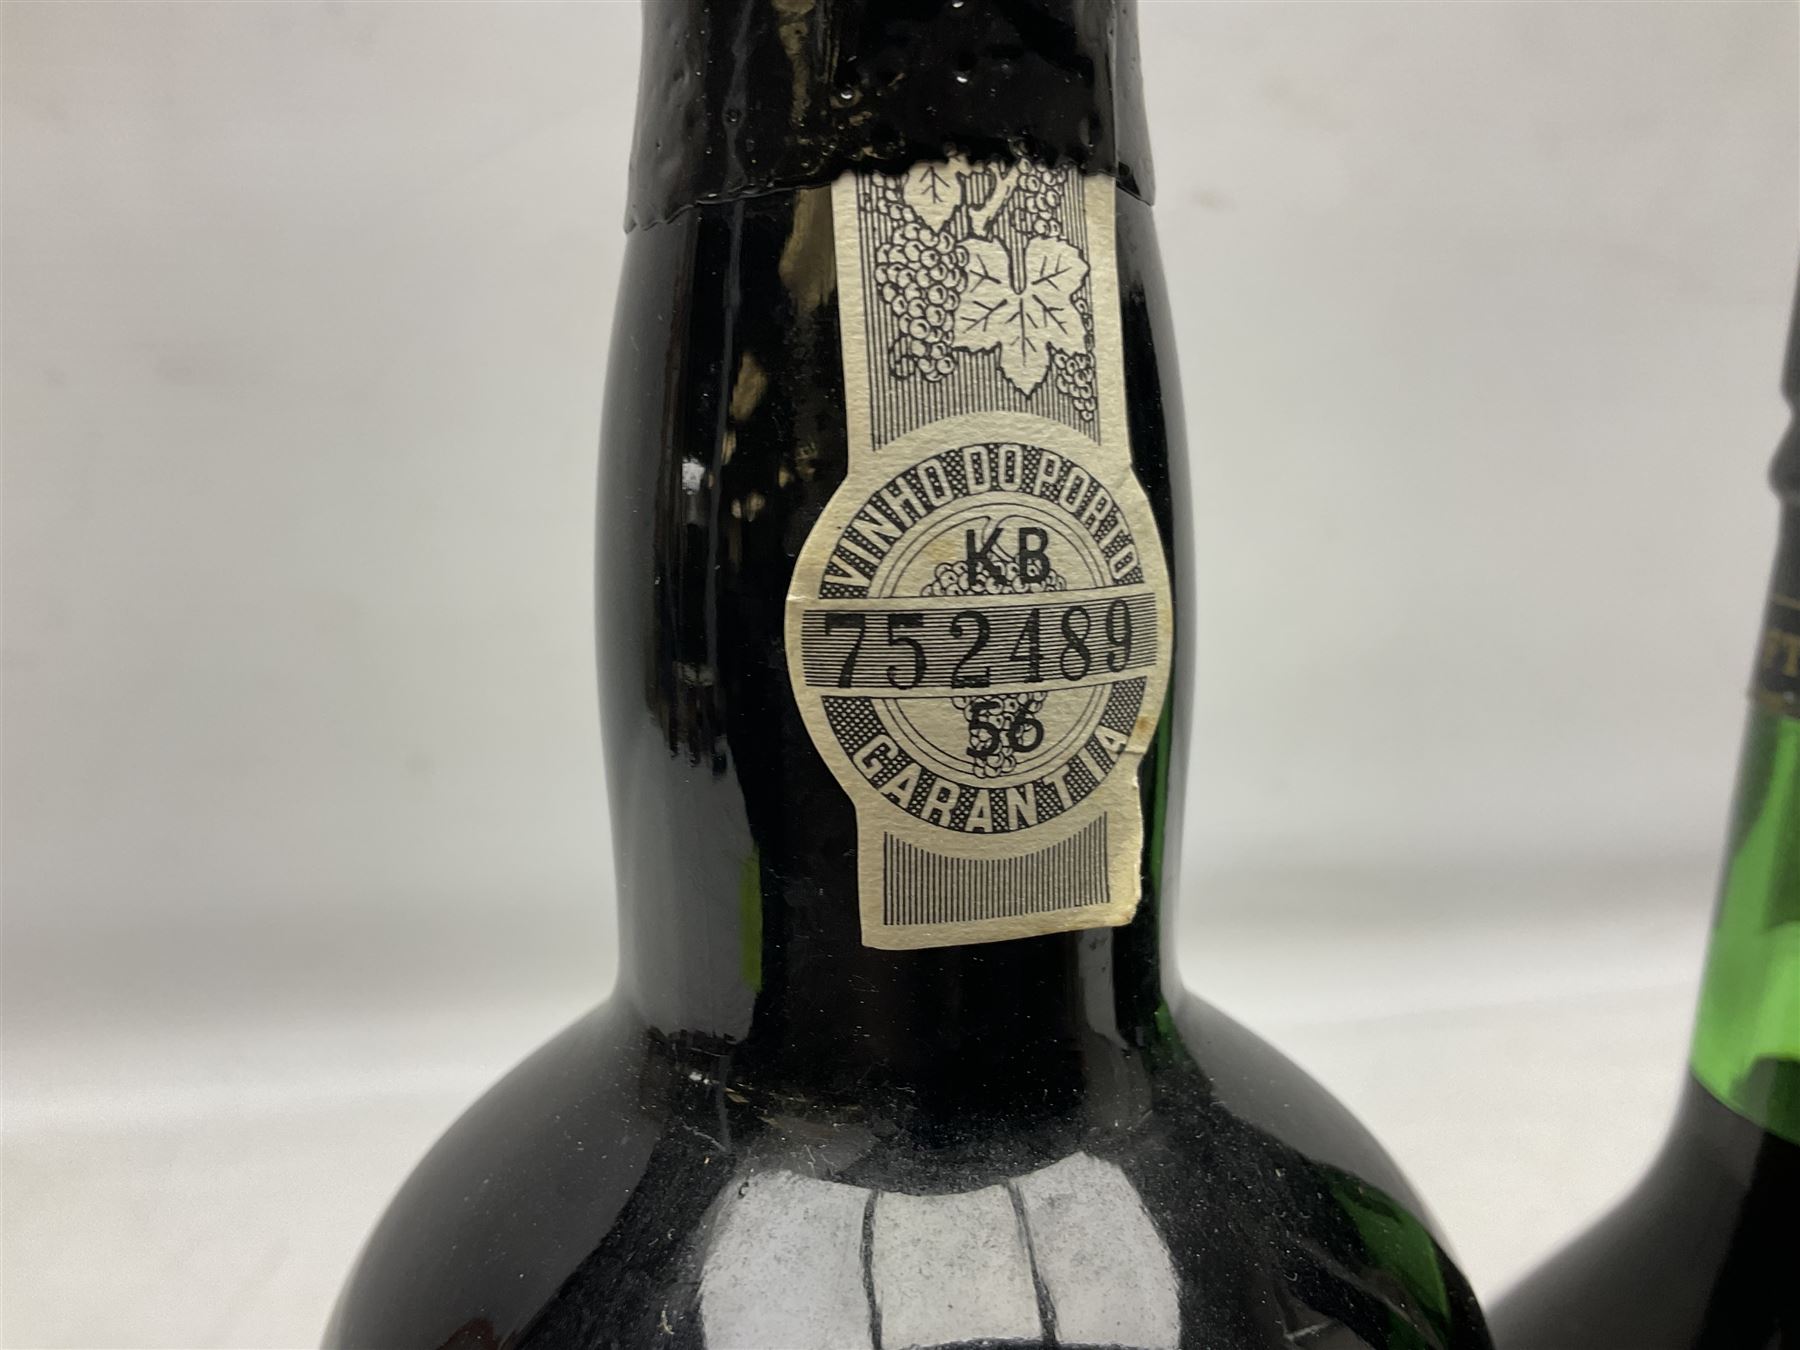 VINHO DO PORTO
KB
752489
56
GARANTIA